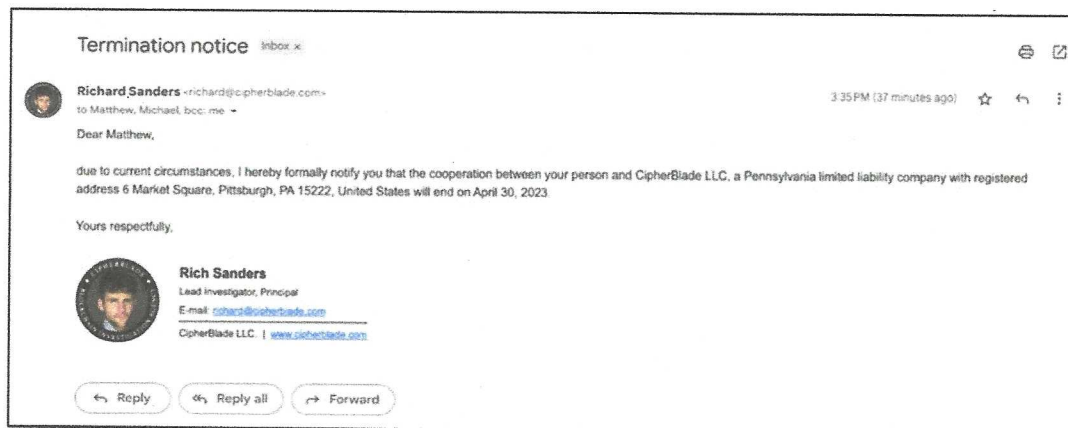 Termination notice Inbox ×
Richard Sanders <richard@cipherblade.com>
to Matthew, Michael, bcc: me
3:35 PM (37 minutes ago)
Dear Matthew,
due to current circumstances, I hereby formally notify you that the cooperation between your person and CipherBlade LLC, a Pennsylvania limited liability company with registered
address 6 Market Square, Pittsburgh, PA 15222, United States will end on April 30, 2023
Yours respectfully,
Rich Sanders
Lead Investigator, Principal
E-mail: richard@cipherblade.com
CipherBlade LLC. | www.cipherblade.com
Reply
Reply all
Forward